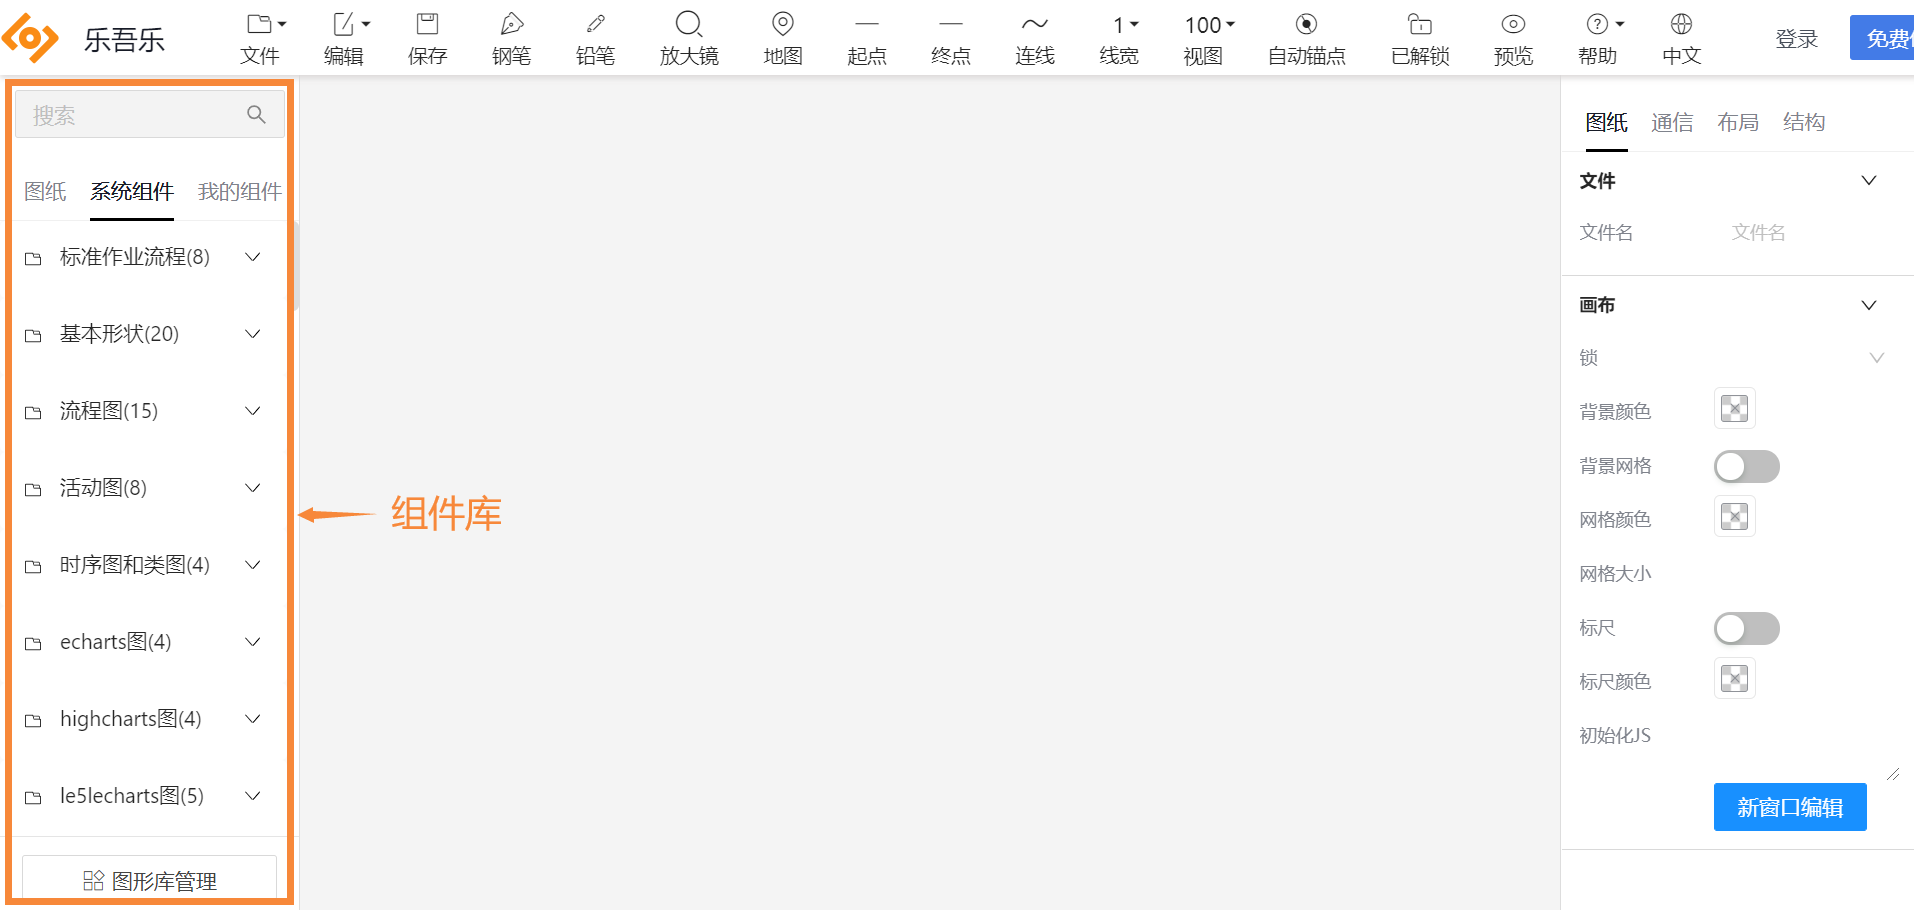 乐吾乐
文件
编辑
保存
钢笔
铅笔
放大镜
地图
起点
终点
连线
1
线宽
100
视图
自动锚点
已解锁
预览
帮助
中文
登录
免费
搜索
图纸 系统组件 我的组件
标准作业流程(8)
基本形状(20)
流程图(15)
活动图(8)
时序图和类图(4)
echarts图(4)
highcharts图(4)
le5lecharts图(5)
图形库管理
组件库
图纸 通信 布局 结构
文件
文件名 文件名
画布
锁
背景颜色
背景网格
网格颜色
网格大小
标尺
标尺颜色
初始化JS
新窗口编辑